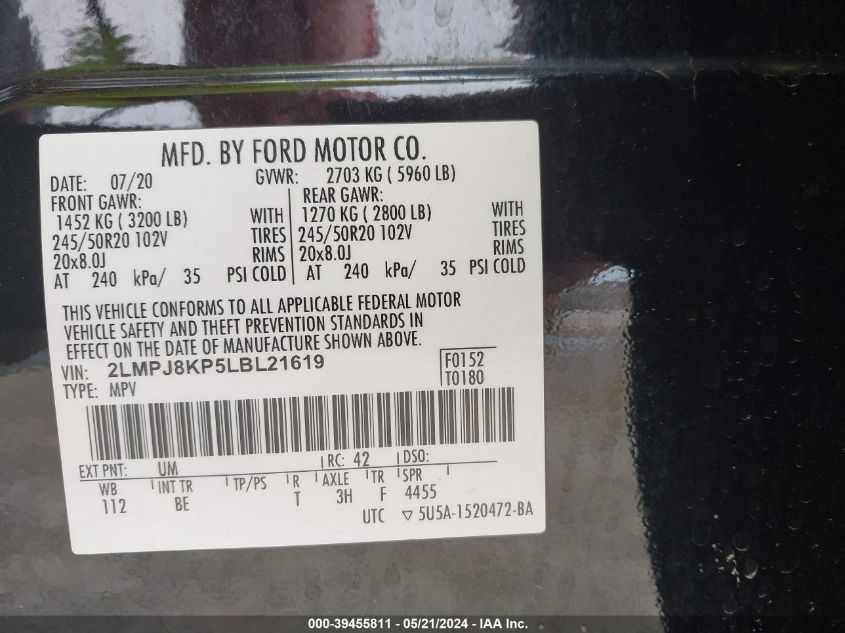 MFD. BY FORD MOTOR CO.
DATE: 07/20 GVWR: 2703 KG ( 5960 LB)
FRONT GAWR: REAR GAWR:
1452 KG ( 3200 LB) WITH 1270 KG ( 2800 LB) WITH
245/50R20 102V TIRES 245/50R20 102V TIRES
20x8.0J RIMS 20x8.0J RIMS
AT 240 kPa/ 35 PSI COLD AT 240 kPa/ 35 PSI COLD
THIS VEHICLE CONFORMS TO ALL APPLICABLE FEDERAL MOTOR
VEHICLE SAFETY AND THEFT PREVENTION STANDARDS IN
EFFECT ON THE DATE OF MANUFACTURE SHOWN ABOVE.
VIN: 2LMPJ8KP5LBL21619 F0152
TYPE: MPV T0180
EXT PNT: UM RC: 42 DSO:
WB INT TR TP/PS R AXLE TR SPR
112 BE T 3H F 4455
UTC ▽ 5U5A-1520472-BA
000-39455811 - 05/21/2024 - IAA Inc.